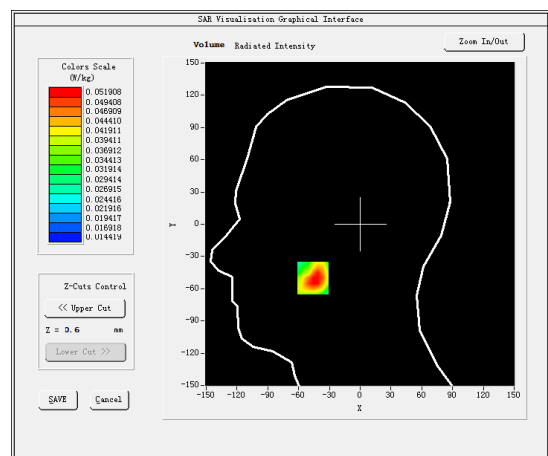 SAR Visualisation Graphical Interface
Volume Radiated Intensity
Zoom In/Out
Colors Scale
(W/kg)
0.051908
0.049408
0.046909
0.044410
0.041911
0.039411
0.036912
0.034413
0.031914
0.029414
0.026915
0.024416
0.021916
0.019417
0.016918
0.014419
Z-Cuts Control
<< Upper Cut
Z = 0.6 mm
Lower Cut >>
SAVE Cancel
150
120
90
60
30
0
-30
-60
-90
-120
-150
Y
-150 -120 -90 -60 -30 0 30 60 90 120 150
X